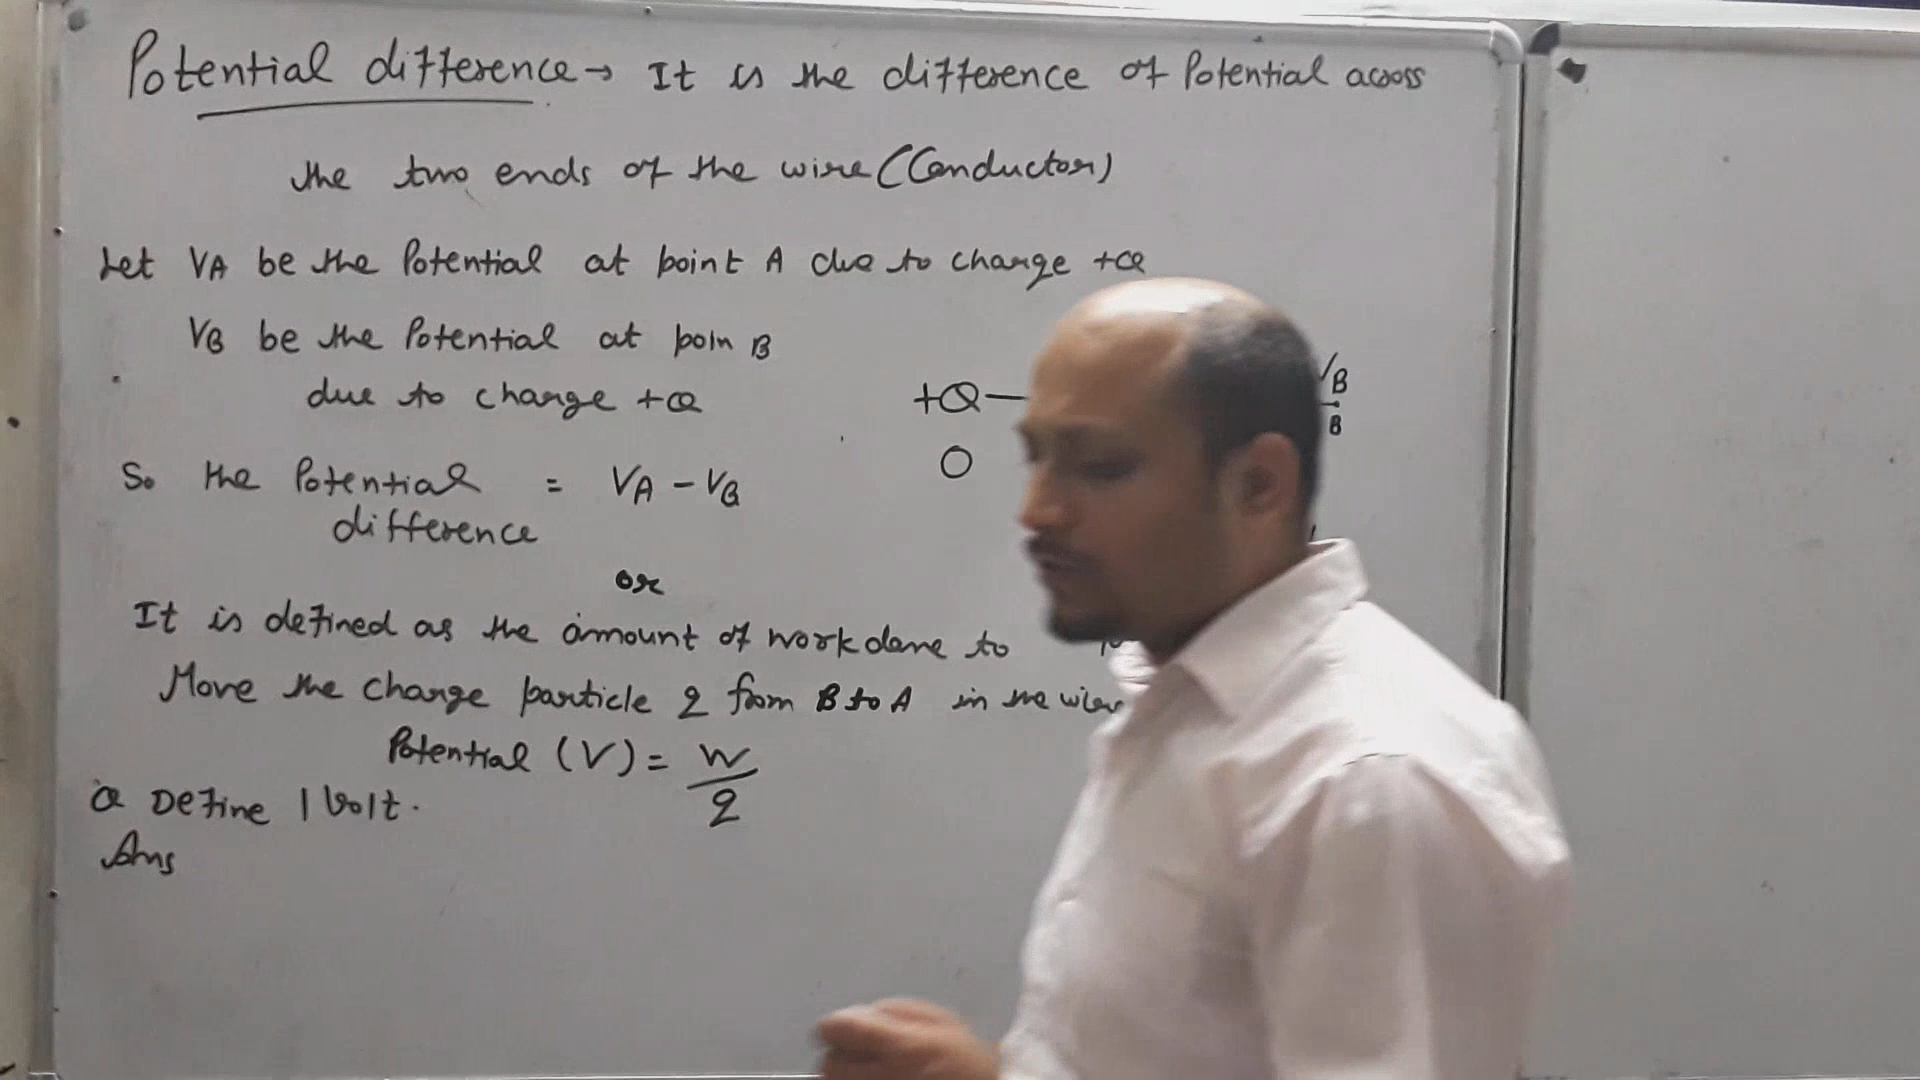 Potential difference → It is the difference of Potential across
the two ends of the wire (Conductor)
Let VA be the Potential at point A due to charge +Q
VB be the Potential at poin B
due to charge +Q
+Q
VB
B
O
So the Potential = VA - VB
difference
or
It is defined as the amount of work done to
Move the charge particle q from B to A in the wire
Potential (V) = W/q
Q Define 1 Volt.
Ans